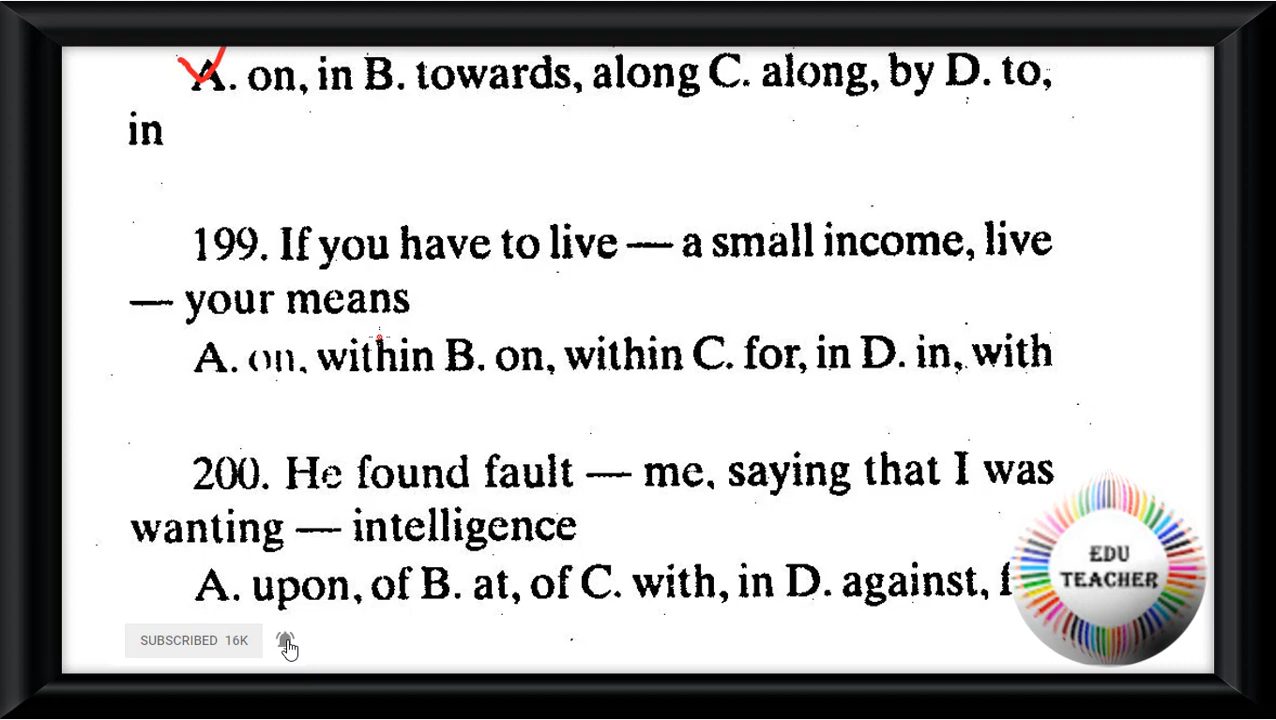 A. on, in B. towards, along C. along, by D. to,
in
199. If you have to live — a small income, live
— your means
A. on, within B. on, within C. for, in D. in, with
200. He found fault — me, saying that I was
wanting — intelligence
A. upon, of B. at, of C. with, in D. against,
EDU
TEACHER
SUBSCRIBED 16K